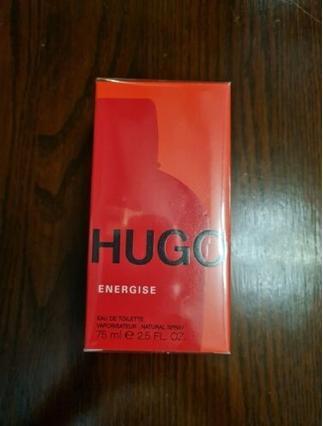 HUGO
ENERGISE
EAU DE TOILETTE
VAPORISATEUR . NATURAL SPRAY
75 ml e 2.5 FL. OZ.